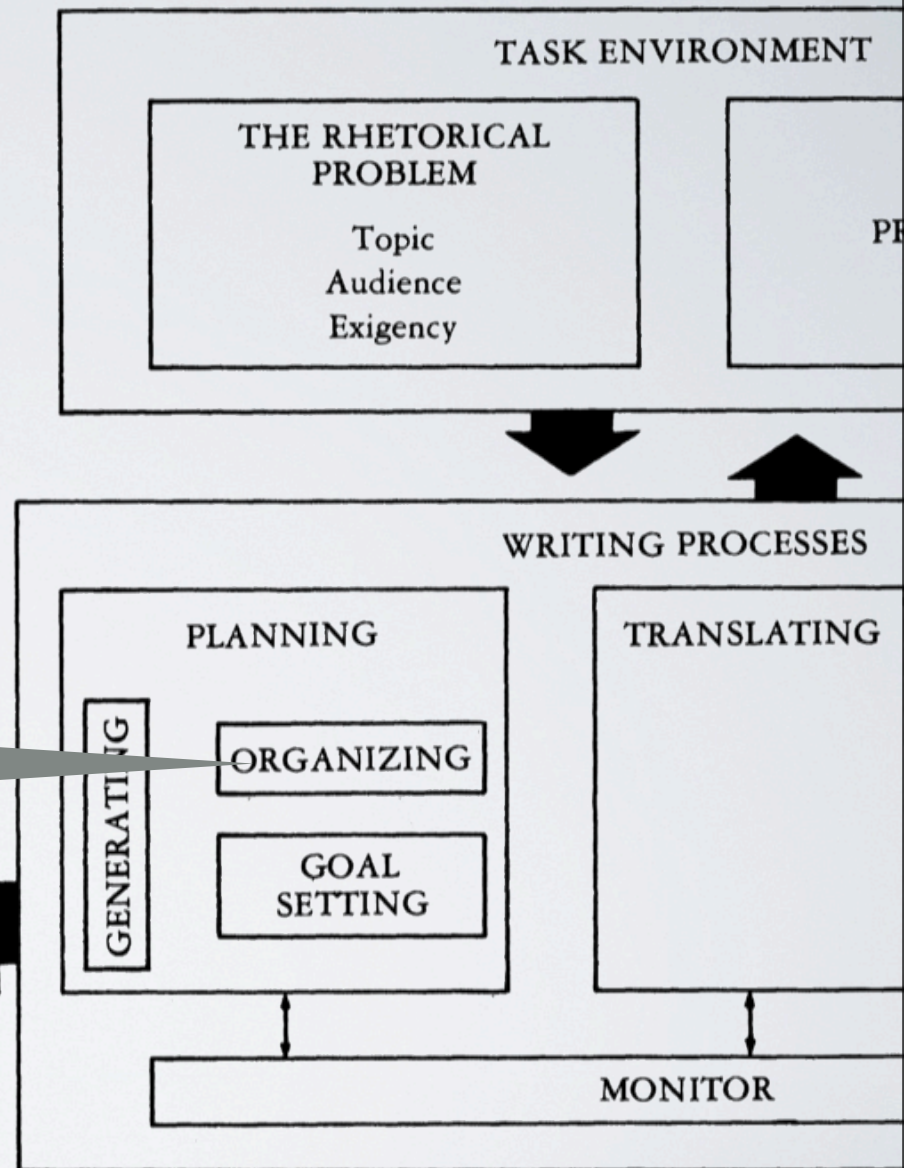 TASK ENVIRONMENT
THE RHETORICAL
PROBLEM
Topic
Audience
Exigency
WRITING PROCESSES
PLANNING
TRANSLATING
GENERATING
ORGANIZING
GOAL
SETTING
MONITOR